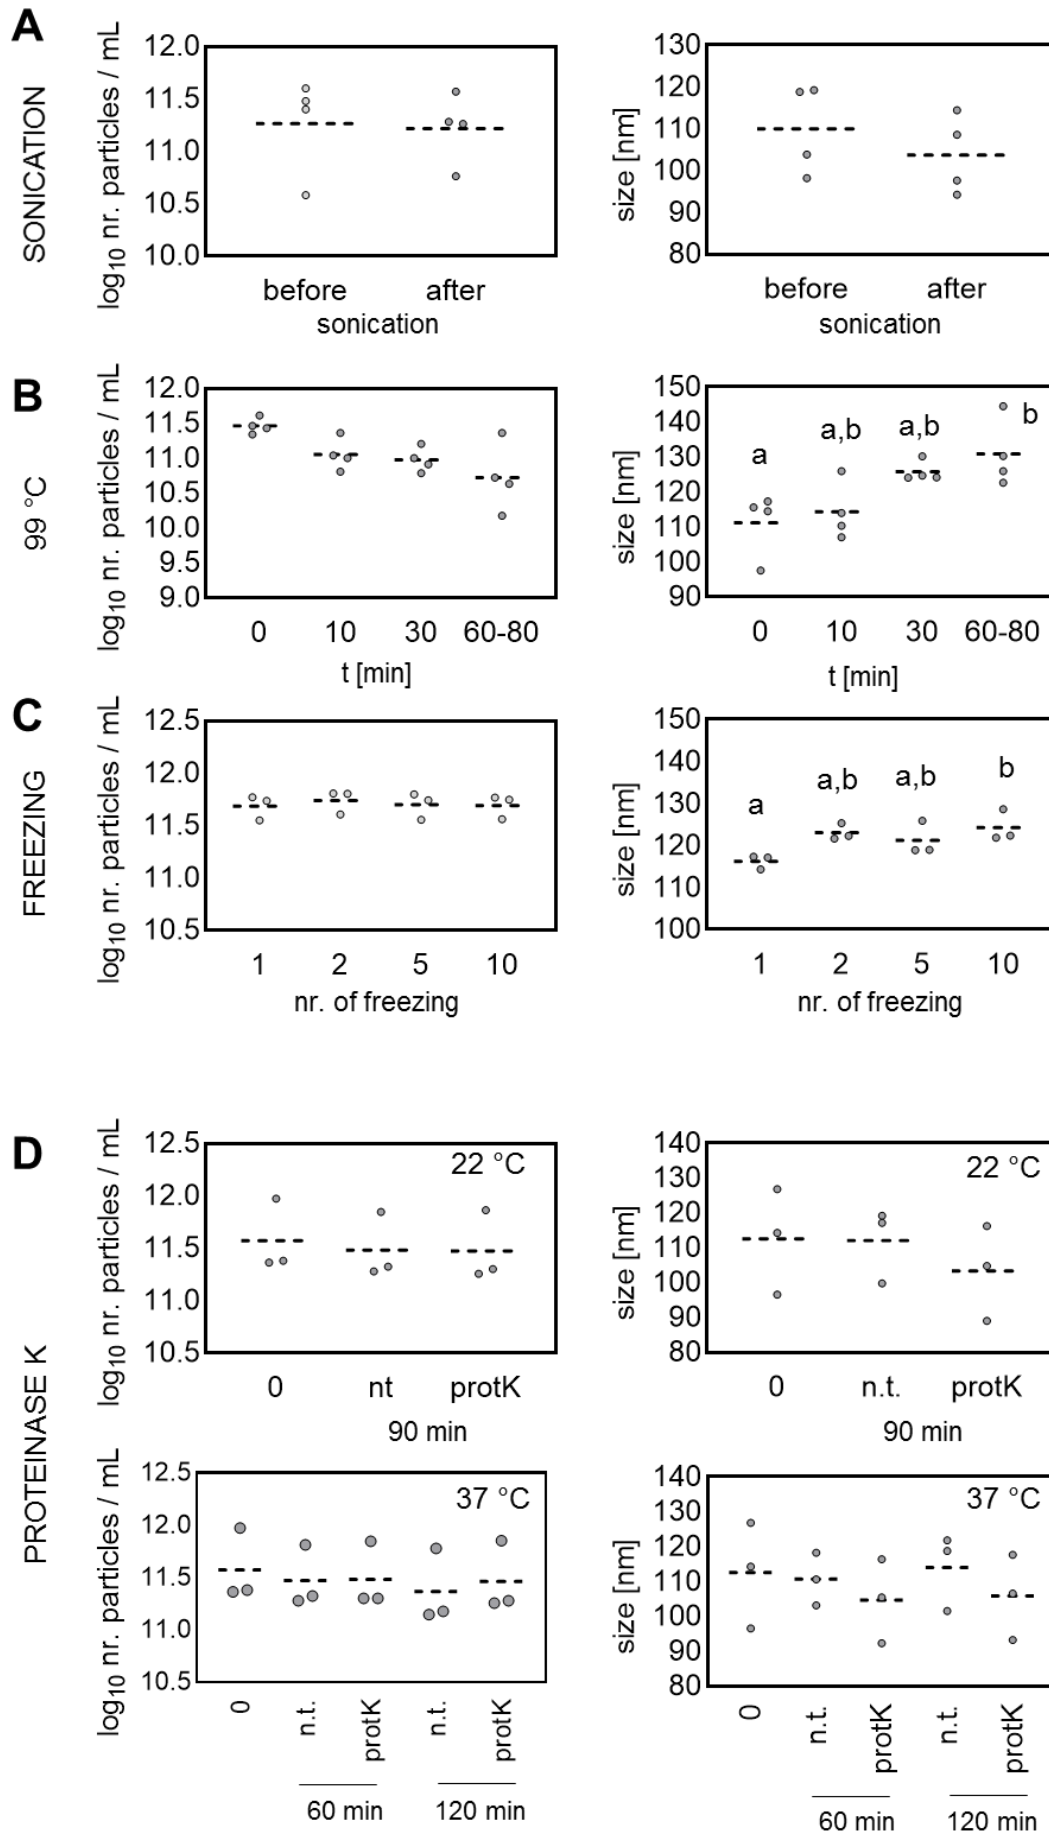 A
SONICATION
log10 nr. particles / mL
12.0
11.5
11.0
10.5
10.0
before
after
sonication
size [nm]
130
120
110
100
90
80
before
after
sonication
B
99 °C
log10 nr. particles / mL
12.0
11.5
11.0
10.5
10.0
9.5
9.0
0 10 30 60-80
t [min]
size [nm]
150
140
130
120
110
100
90
a
a,b
a,b
b
0 10 30 60-80
t [min]
C
FREEZING
log10 nr. particles / mL
12.5
12.0
11.5
11.0
10.5
1 2 5 10
nr. of freezing
size [nm]
150
140
130
120
110
100
a
a,b
a,b
b
1 2 5 10
nr. of freezing
D
PROTEINASE K
log10 nr. particles / mL
12.5
12.0
11.5
11.0
10.5
22 °C
0 nt protK
90 min
size [nm]
140
130
120
110
100
90
80
22 °C
0 n.t. protK
90 min
log10 nr. particles / mL
12.5
12.0
11.5
11.0
10.5
37 °C
0 n.t. protK n.t. protK
60 min 120 min
size [nm]
140
130
120
110
100
90
80
37 °C
0 n.t. protK n.t. protK
60 min 120 min